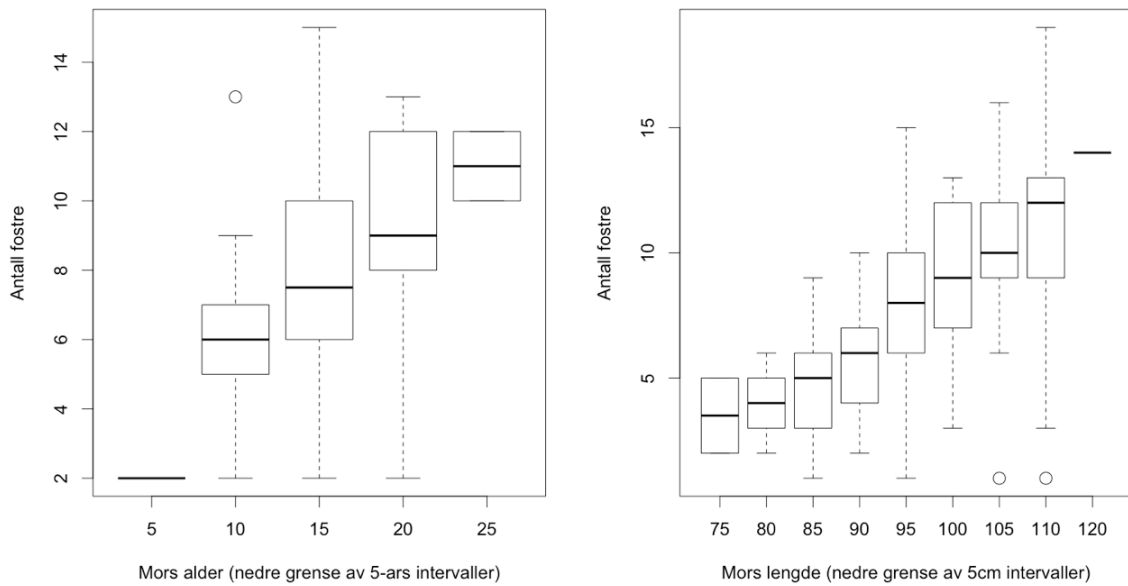 Antall fostre
14
12
10
8
6
4
2
5 10 15 20 25
Mors alder (nedre grense av 5-ars intervaller)
Antall fostre
15
10
5
75 80 85 90 95 100 105 110 120
Mors lengde (nedre grense av 5cm intervaller)